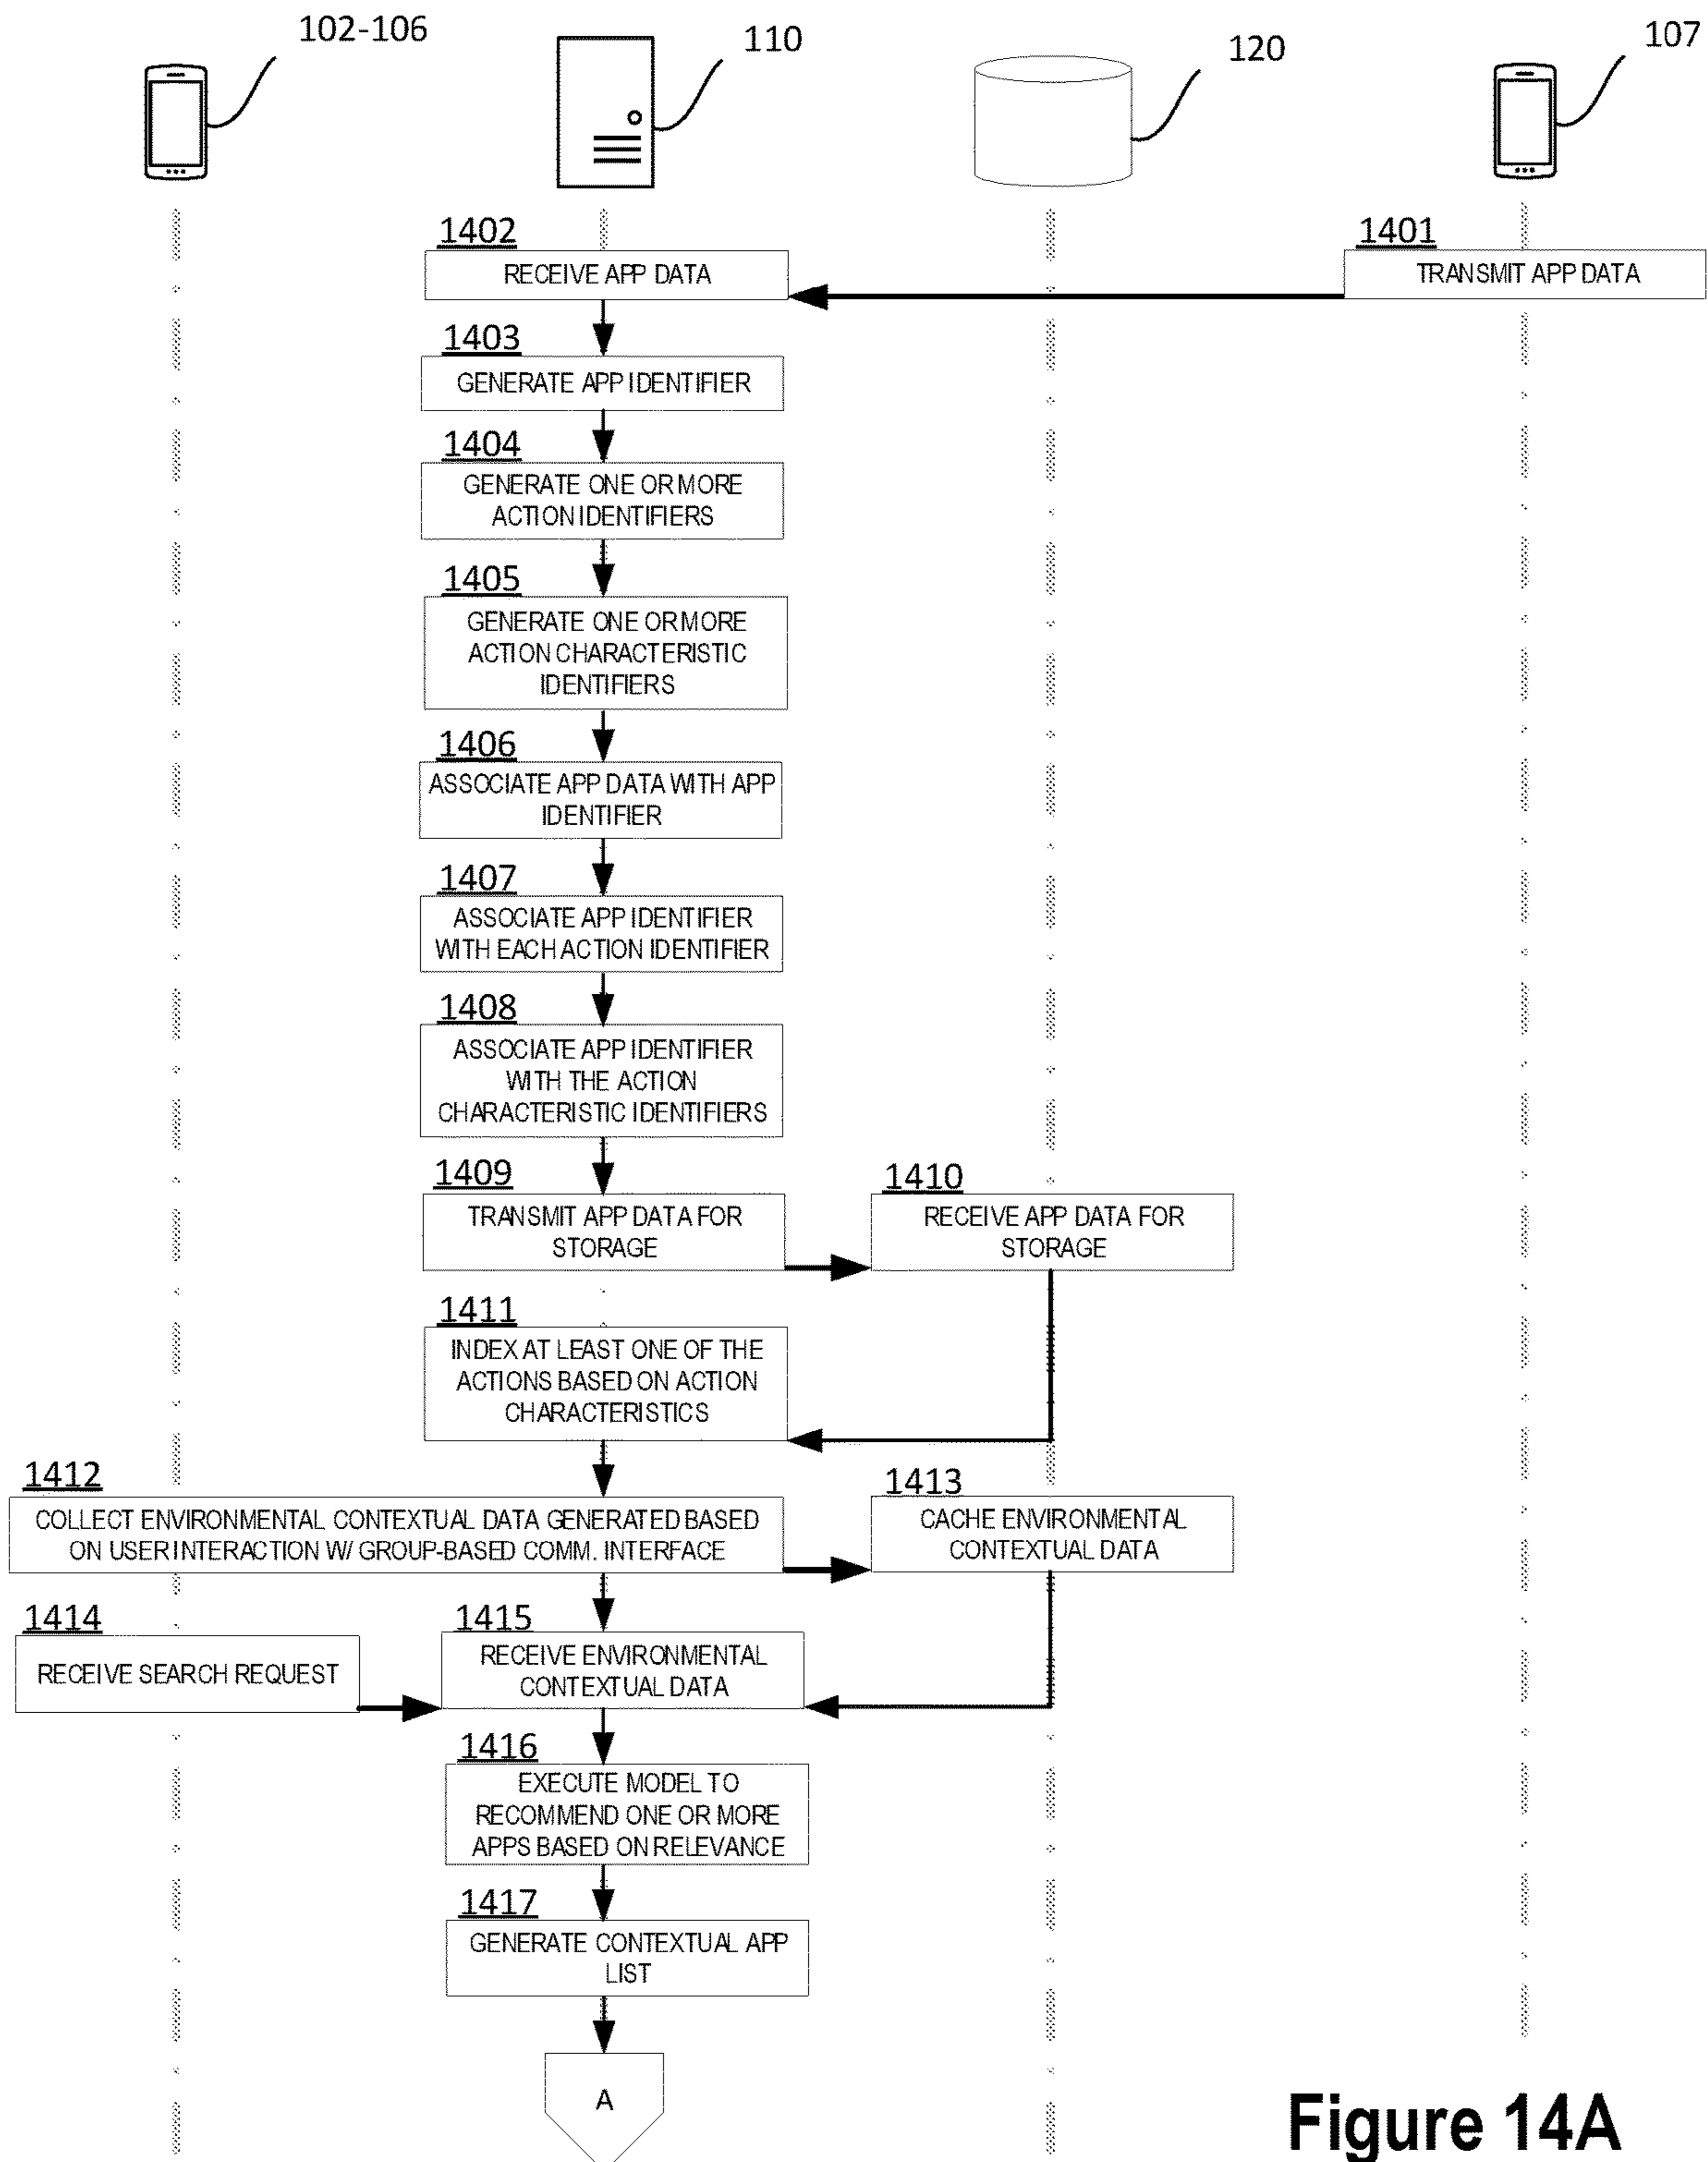 102-106
110
120
107
1402
RECEIVE APP DATA
1401
TRANSMIT APP DATA
1403
GENERATE APP IDENTIFIER
1404
GENERATE ONE OR MORE
ACTION IDENTIFIERS
1405
GENERATE ONE OR MORE
ACTION CHARACTERISTIC
IDENTIFIERS
1406
ASSOCIATE APP DATA WITH APP
IDENTIFIER
1407
ASSOCIATE APP IDENTIFIER
WITH EACH ACTION IDENTIFIER
1408
ASSOCIATE APP IDENTIFIER
WITH THE ACTION
CHARACTERISTIC IDENTIFIERS
1409
TRANSMIT APP DATA FOR
STORAGE
1410
RECEIVE APP DATA FOR
STORAGE
1411
INDEX AT LEAST ONE OF THE
ACTIONS BASED ON ACTION
CHARACTERISTICS
1412
COLLECT ENVIRONMENTAL CONTEXTUAL DATA GENERATED BASED
ON USER INTERACTION W/ GROUP-BASED COMM. INTERFACE
1413
CACHE ENVIRONMENTAL
CONTEXTUAL DATA
1414
RECEIVE SEARCH REQUEST
1415
RECEIVE ENVIRONMENTAL
CONTEXTUAL DATA
1416
EXECUTE MODEL TO
RECOMMEND ONE OR MORE
APPS BASED ON RELEVANCE
1417
GENERATE CONTEXTUAL APP
LIST
A
Figure 14A